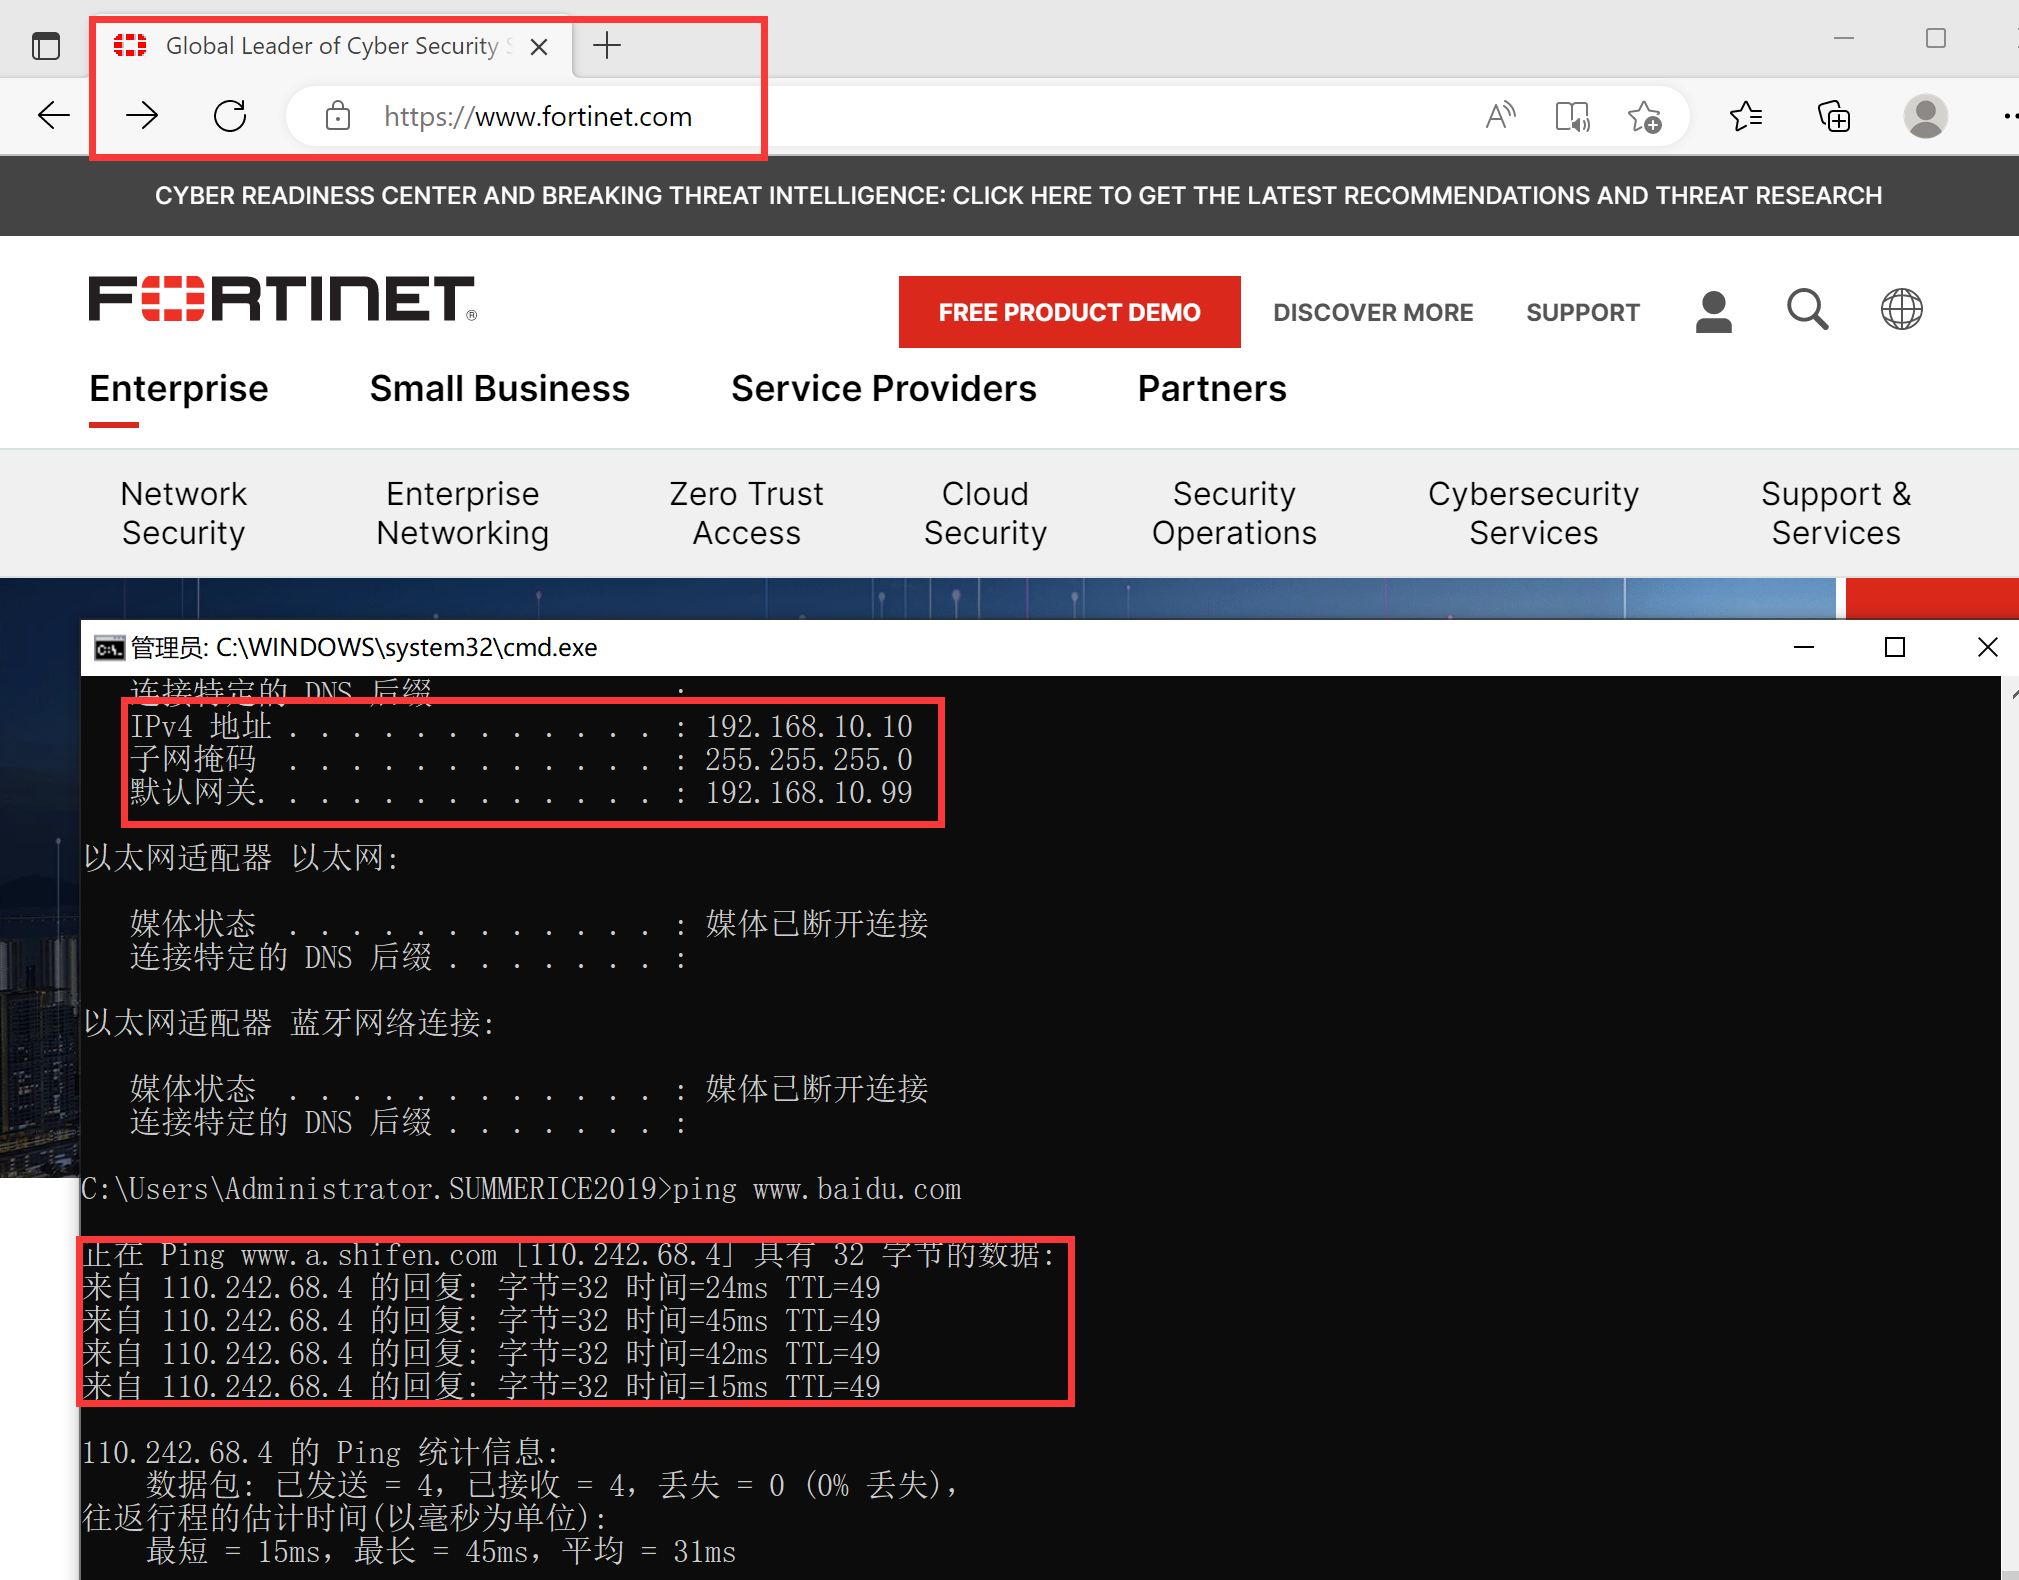 Global Leader of Cyber Security
https://www.fortinet.com
CYBER READINESS CENTER AND BREAKING THREAT INTELLIGENCE: CLICK HERE TO GET THE LATEST RECOMMENDATIONS AND THREAT RESEARCH
FORTINET®
FREE PRODUCT DEMO
DISCOVER MORE
SUPPORT
Enterprise
Small Business
Service Providers
Partners
Network Security
Enterprise Networking
Zero Trust Access
Cloud Security
Security Operations
Cybersecurity Services
Support & Services
管理员: C:\WINDOWS\system32\cmd.exe
连接特定的 DNS 后缀 :
IPv4 地址 . . . . . . . . . . . . : 192.168.10.10
子网掩码 . . . . . . . . . . . . : 255.255.255.0
默认网关. . . . . . . . . . . . . : 192.168.10.99
以太网适配器 以太网:
媒体状态 . . . . . . . . . . . . : 媒体已断开连接
连接特定的 DNS 后缀 . . . . . . . :
以太网适配器 蓝牙网络连接:
媒体状态 . . . . . . . . . . . . : 媒体已断开连接
连接特定的 DNS 后缀 . . . . . . . :
C:\Users\Administrator.SUMMERICE2019>ping www.baidu.com
正在 Ping www.a.shifen.com [110.242.68.4] 具有 32 字节的数据:
来自 110.242.68.4 的回复: 字节=32 时间=24ms TTL=49
来自 110.242.68.4 的回复: 字节=32 时间=45ms TTL=49
来自 110.242.68.4 的回复: 字节=32 时间=42ms TTL=49
来自 110.242.68.4 的回复: 字节=32 时间=15ms TTL=49
110.242.68.4 的 Ping 统计信息:
数据包: 已发送 = 4，已接收 = 4，丢失 = 0 (0% 丢失)，
往返行程的估计时间(以毫秒为单位):
最短 = 15ms，最长 = 45ms，平均 = 31ms